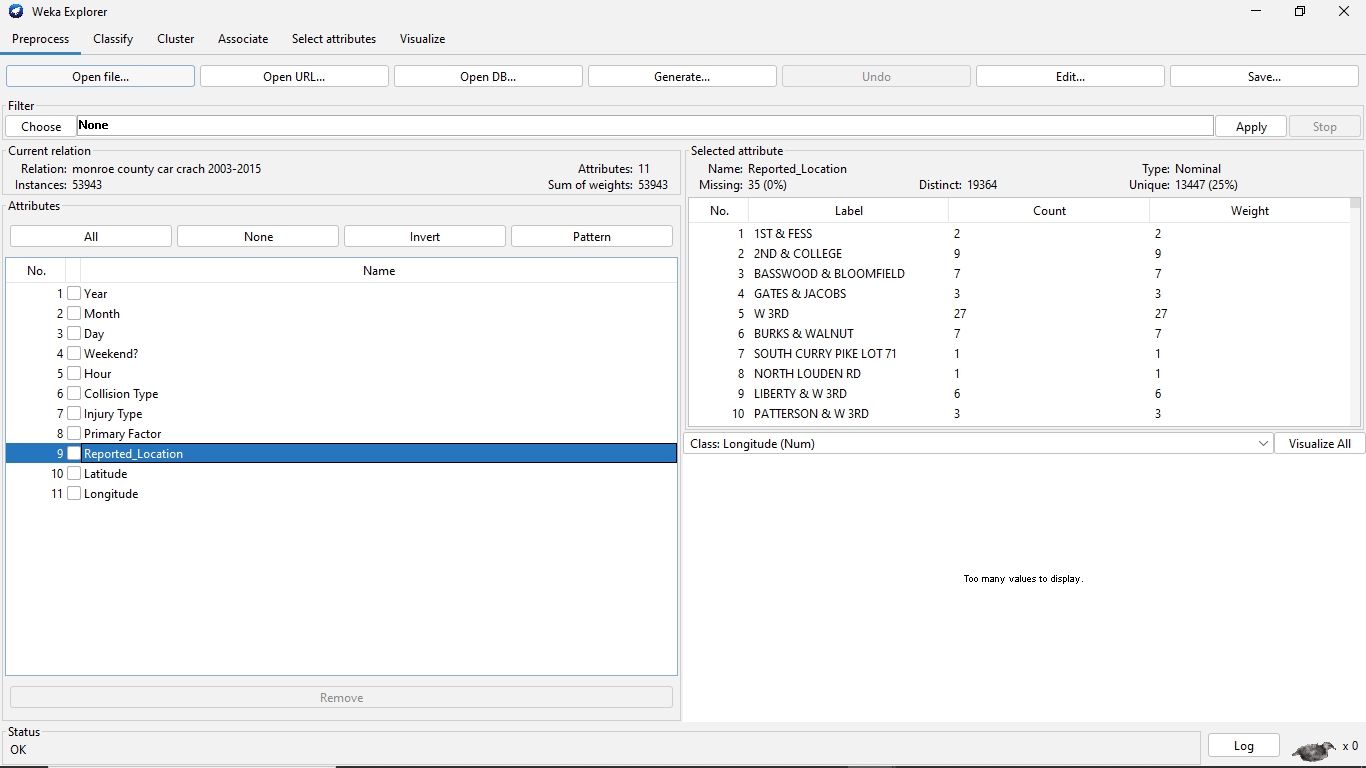 Weka Explorer
Preprocess Classify Cluster Associate Select attributes Visualize
Open file... Open URL... Open DB... Generate... Undo Edit... Save...
Filter
Choose None Apply Stop
Current relation
Relation: monroe county car crach 2003-2015 Attributes: 11
Instances: 53943 Sum of weights: 53943
Attributes
All None Invert Pattern
No. Name
1 Year
2 Month
3 Day
4 Weekend?
5 Hour
6 Collision Type
7 Injury Type
8 Primary Factor
9 Reported_Location
10 Latitude
11 Longitude
Remove
Selected attribute
Name: Reported_Location Type: Nominal
Missing: 35 (0%) Distinct: 19364 Unique: 13447 (25%)
No. Label Count Weight
1 1ST & FESS 2 2
2 2ND & COLLEGE 9 9
3 BASSWOOD & BLOOMFIELD 7 7
4 GATES & JACOBS 3 3
5 W 3RD 27 27
6 BURKS & WALNUT 7 7
7 SOUTH CURRY PIKE LOT 71 1 1
8 NORTH LOUDEN RD 1 1
9 LIBERTY & W 3RD 6 6
10 PATTERSON & W 3RD 3 3
Class: Longitude (Num) Visualize All
Too many values to display.
Status
OK
Log x 0